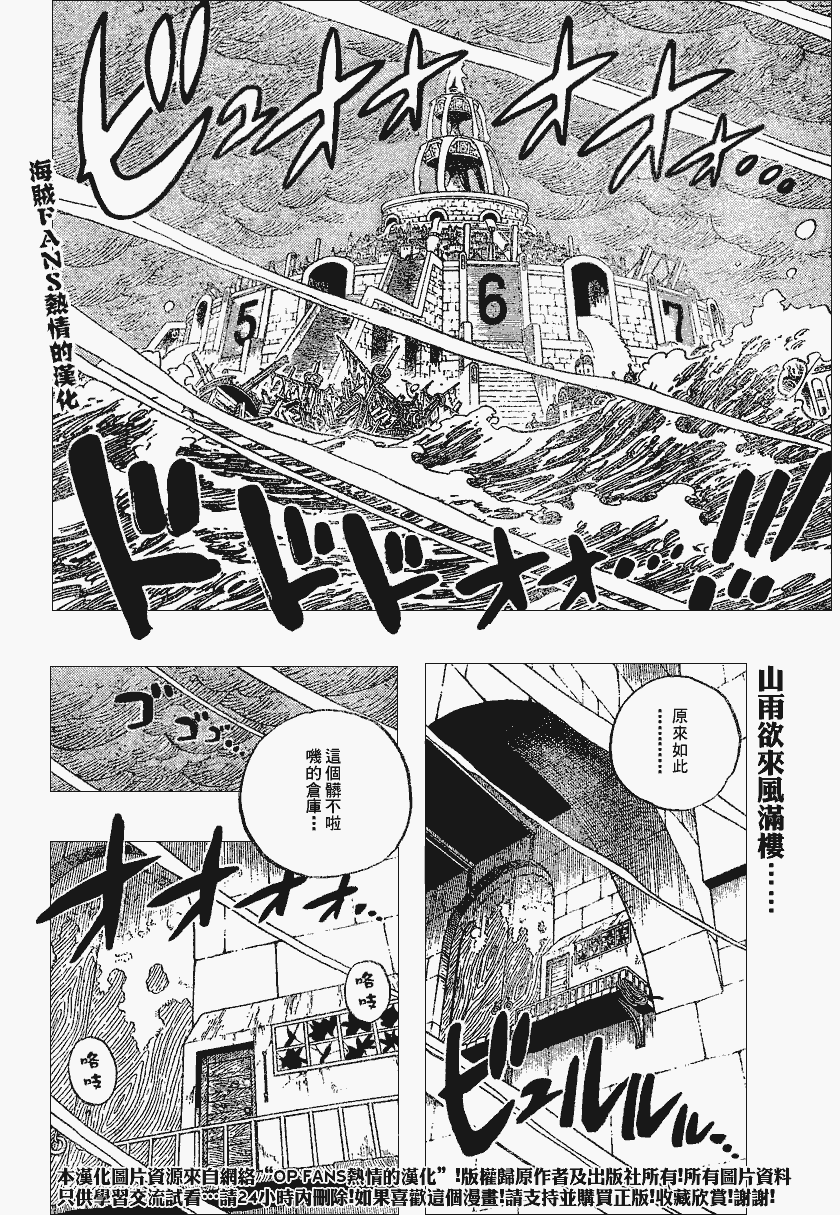 ビュオオオオオ…
海賊FANS熱情的漢化
5
6
7
ドドドオォ…!!!
山雨欲來風滿樓……
原來如此
…………
ゴゴゴ…
這個髒不啦
嘰的倉庫…
オオオオ…
咯吱
咯吱
ビュルルルル…
本漢化圖片資源來自網絡“OP FANS熱情的漢化”!版權歸原作者及出版社所有!所有圖片資料
只供學習交流試看…請24小時內刪除!如果喜歡這個漫畫!請支持並購買正版!收藏欣賞!謝謝!